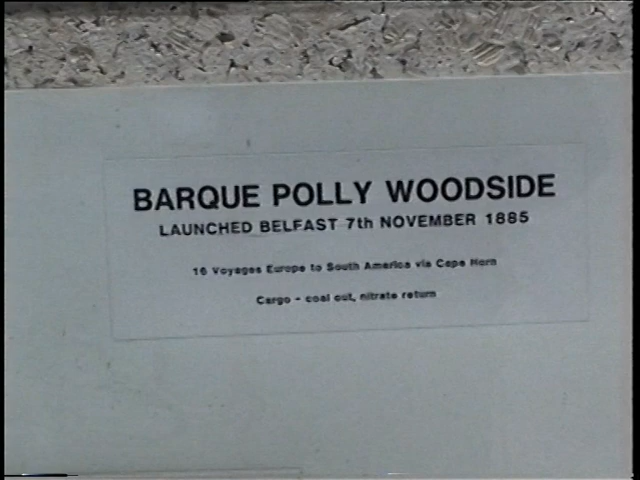 BARQUE POLLY WOODSIDE
LAUNCHED BELFAST 7th NOVEMBER 1885
16 Voyages Europe to South America via Cape Horn
Cargo - coal out, nitrate return